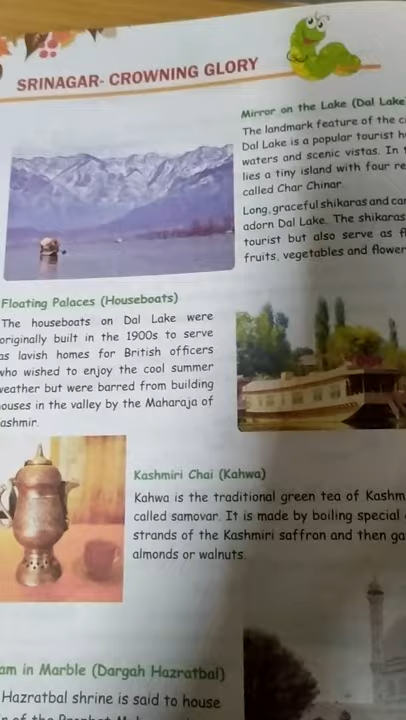 SRINAGAR- CROWNING GLORY
Mirror on the Lake (Dal Lake
The landmark feature of the
Dal Lake is a popular tourist
waters and scenic vistas. In
lies a tiny island with four
called Char Chinar.
Long, graceful shikaras and
adorn Dal Lake. The shikaras
tourist but also serve as
fruits, vegetables and
Floating Palaces (Houseboats)
The houseboats on Dal Lake were
originally built in the 1900s to serve
as lavish homes for British officers
who wished to enjoy the cool summer
weather but were barred from building
houses in the valley by the Maharaja of
Kashmir.
Kashmiri Chai (Kahwa)
Kahwa is the traditional green tea of
called samovar. It is made by boiling special
strands of the Kashmiri saffron and then
almonds or walnuts.
in Marble (Dargah Hazratbal)
Hazratbal shrine is said to house
of the Prophet